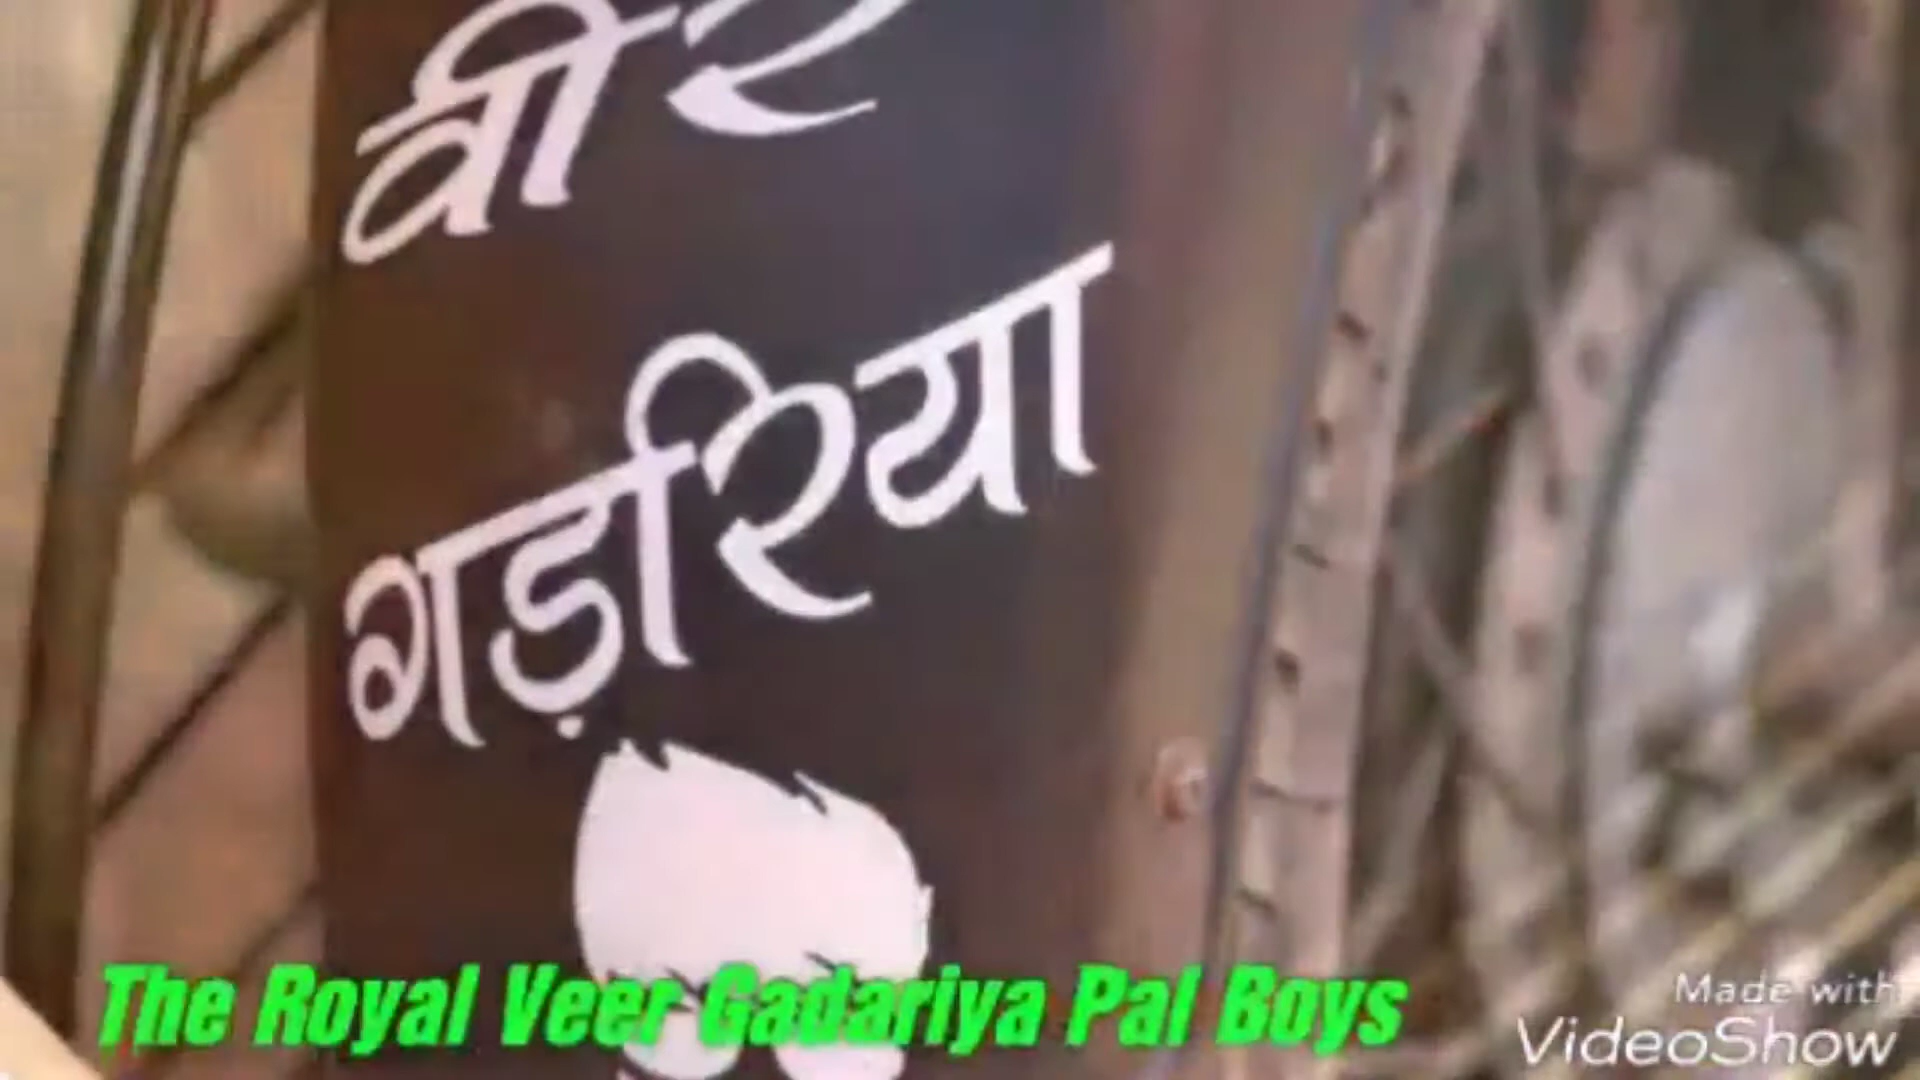 वीर
गड़रिया
The Royal Veer Gadariya Pal Boys
Made with
VideoShow